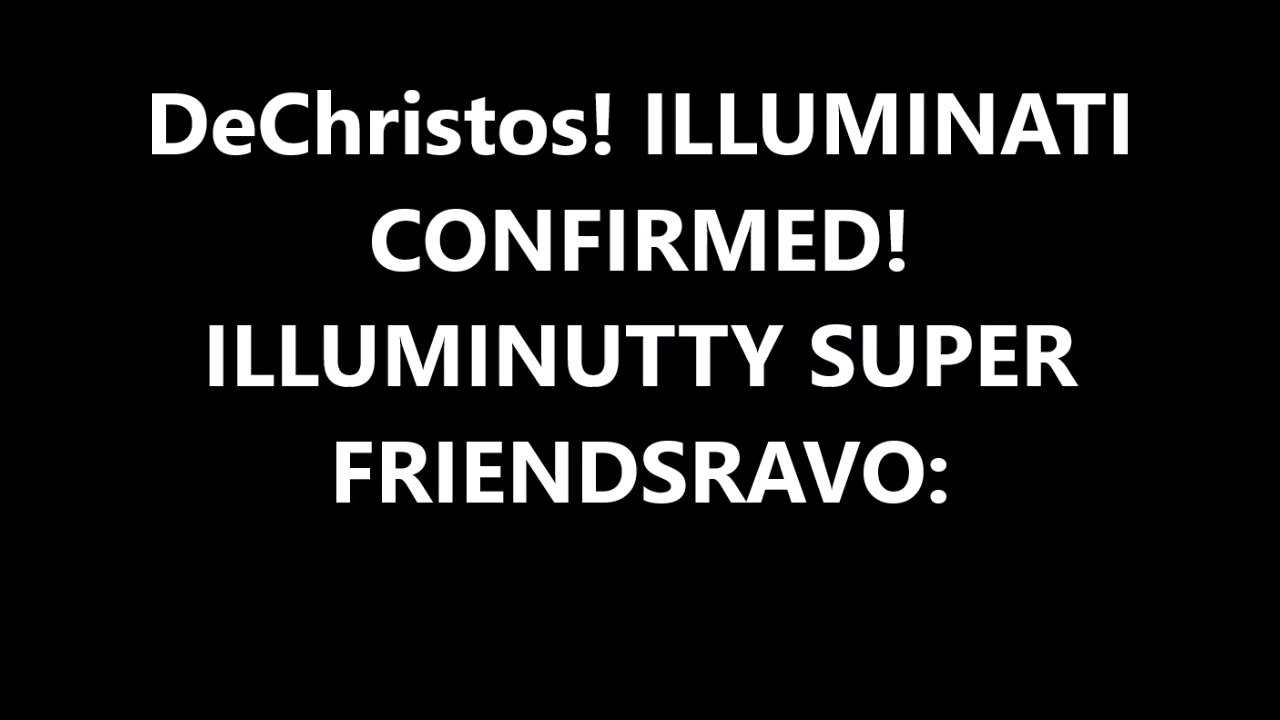 DeChristos! ILLUMINATI
CONFIRMED!
ILLUMINUTTY SUPER
FRIENDSRAVO: